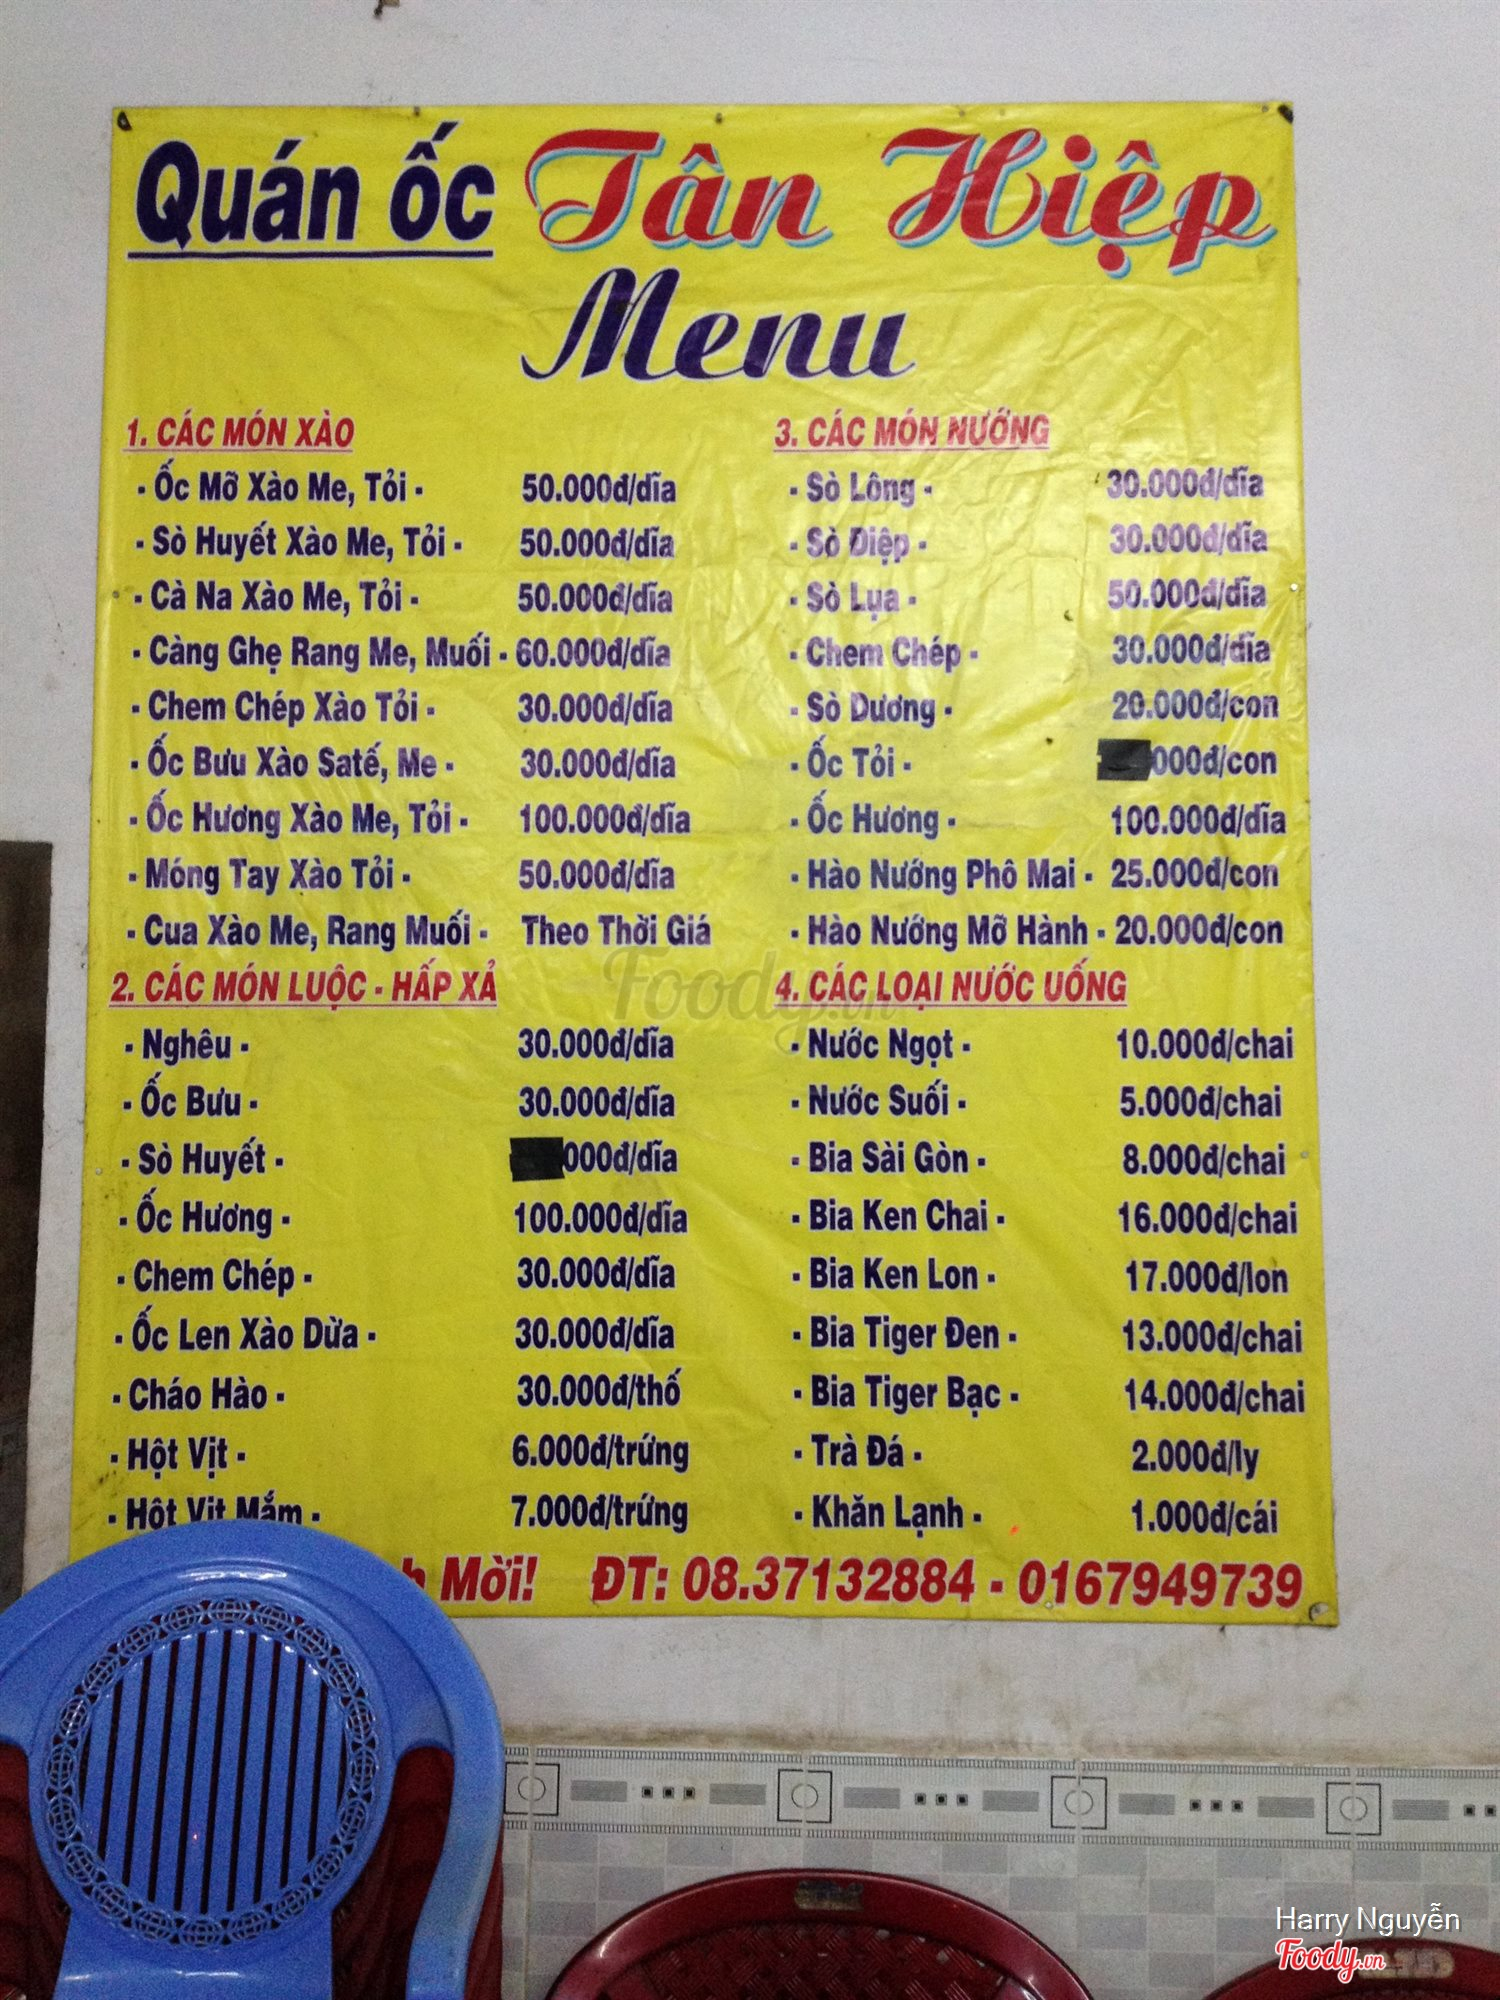 Quán ốc Tân Hiệp
Menu
1. CÁC MÓN XÀO
- Ốc Mỡ Xào Me, Tỏi - 50.000đ/dĩa
- Sò Huyết Xào Me, Tỏi - 50.000đ/dĩa
- Cà Na Xào Me, Tỏi - 50.000đ/dĩa
- Càng Ghẹ Rang Me, Muối - 60.000đ/dĩa
- Chem Chép Xào Tỏi - 30.000đ/dĩa
- Ốc Bưu Xào Satế, Me - 30.000đ/dĩa
- Ốc Hương Xào Me, Tỏi - 100.000đ/dĩa
- Móng Tay Xào Tỏi - 50.000đ/dĩa
- Cua Xào Me, Rang Muối - Theo Thời Giá
2. CÁC MÓN LUỘC - HẤP XẢ
- Nghêu - 30.000đ/dĩa
- Ốc Bưu - 30.000đ/dĩa
- Sò Huyết - 000đ/dĩa
- Ốc Hương - 100.000đ/dĩa
- Chem Chép - 30.000đ/dĩa
- Ốc Len Xào Dừa - 30.000đ/dĩa
- Cháo Hào - 30.000đ/thố
- Hột Vịt - 6.000đ/trứng
- Hột Vịt Mắm - 7.000đ/trứng
3. CÁC MÓN NƯỚNG
- Sò Lông - 30.000đ/dĩa
- Sò Điệp - 30.000đ/dĩa
- Sò Lụa - 50.000đ/dĩa
- Chem Chép - 30.000đ/dĩa
- Sò Dương - 20.000đ/con
- Ốc Tỏi - 000đ/con
- Ốc Hương - 100.000đ/dĩa
- Hào Nướng Phô Mai - 25.000đ/con
- Hào Nướng Mỡ Hành - 20.000đ/con
4. CÁC LOẠI NƯỚC UỐNG
- Nước Ngọt - 10.000đ/chai
- Nước Suối - 5.000đ/chai
- Bia Sài Gòn - 8.000đ/chai
- Bia Ken Chai - 16.000đ/chai
- Bia Ken Lon - 17.000đ/lon
- Bia Tiger Đen - 13.000đ/chai
- Bia Tiger Bạc - 14.000đ/chai
- Trà Đá - 2.000đ/ly
- Khăn Lạnh - 1.000đ/cái
Mời! ĐT: 08.37132884 - 0167949739
Foody.vn
Harry Nguyễn
Foody.vn